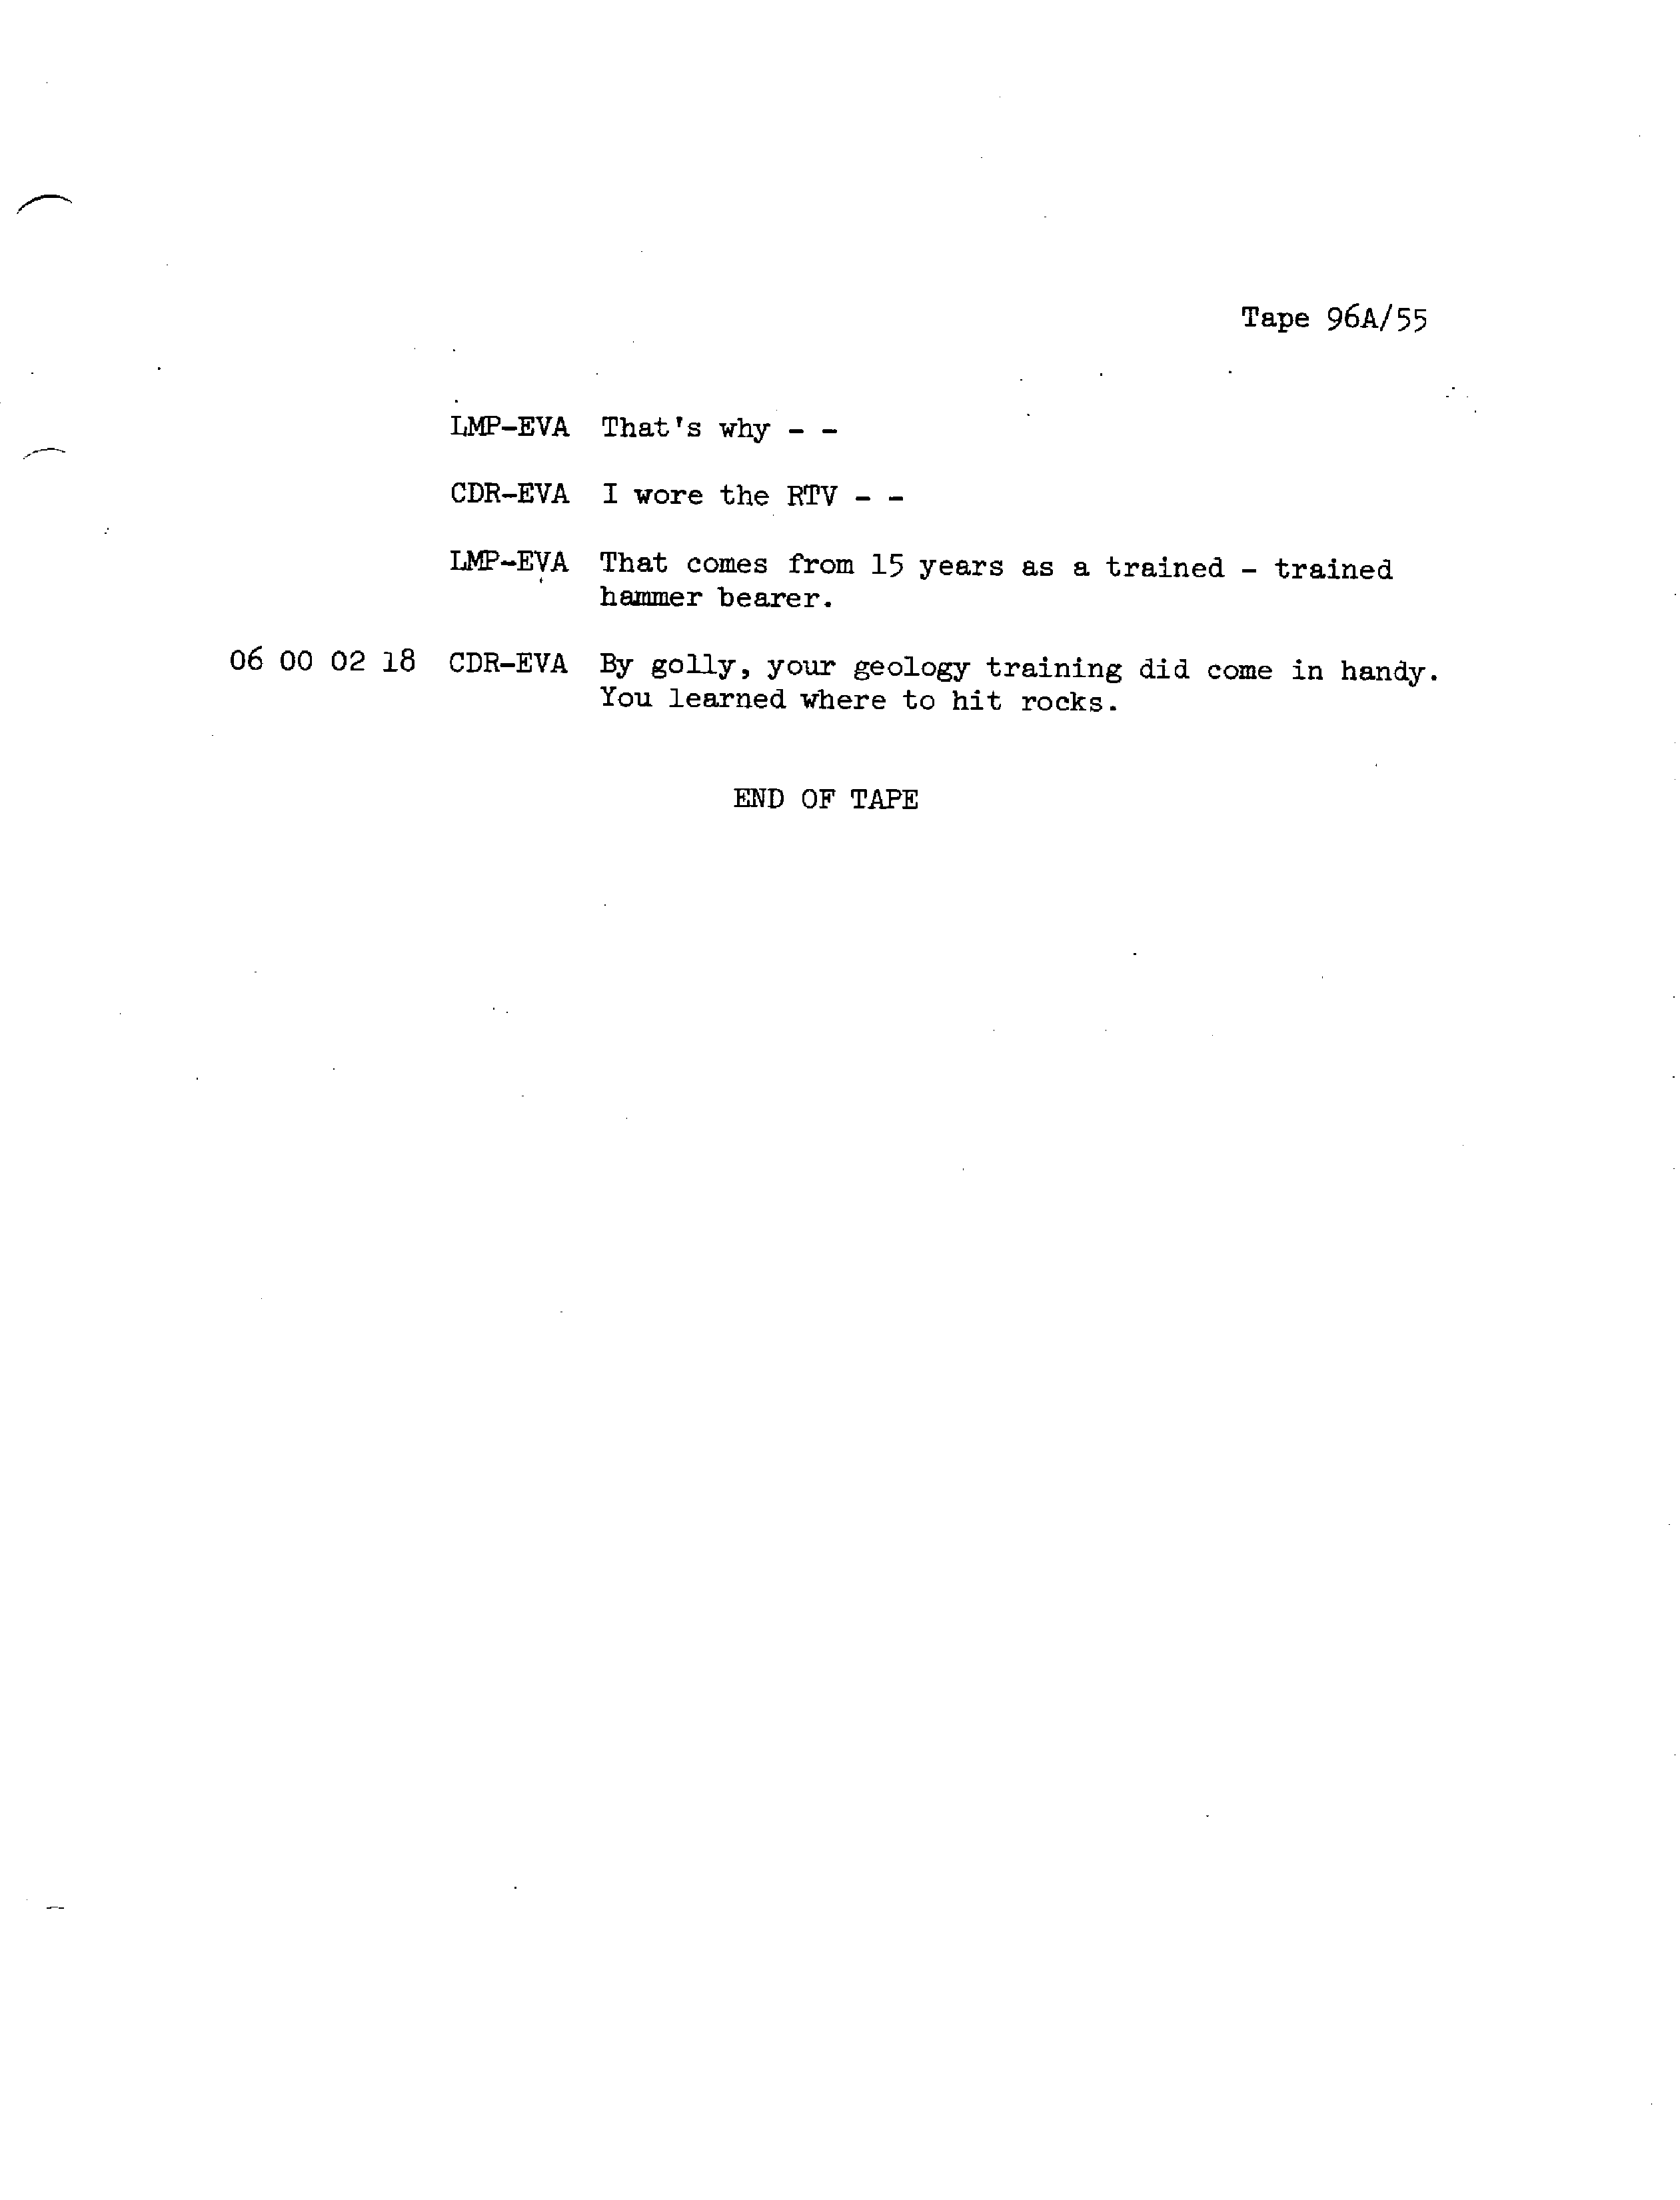 Tape 96A/55
LMP-EVA That's why - -
CDR-EVA I wore the RTV - -
LMP-EVA That comes from 15 years as a trained - trained
hammer bearer.
06 00 02 18 CDR-EVA By golly, your geology training did come in handy.
You learned where to hit rocks.
END OF TAPE